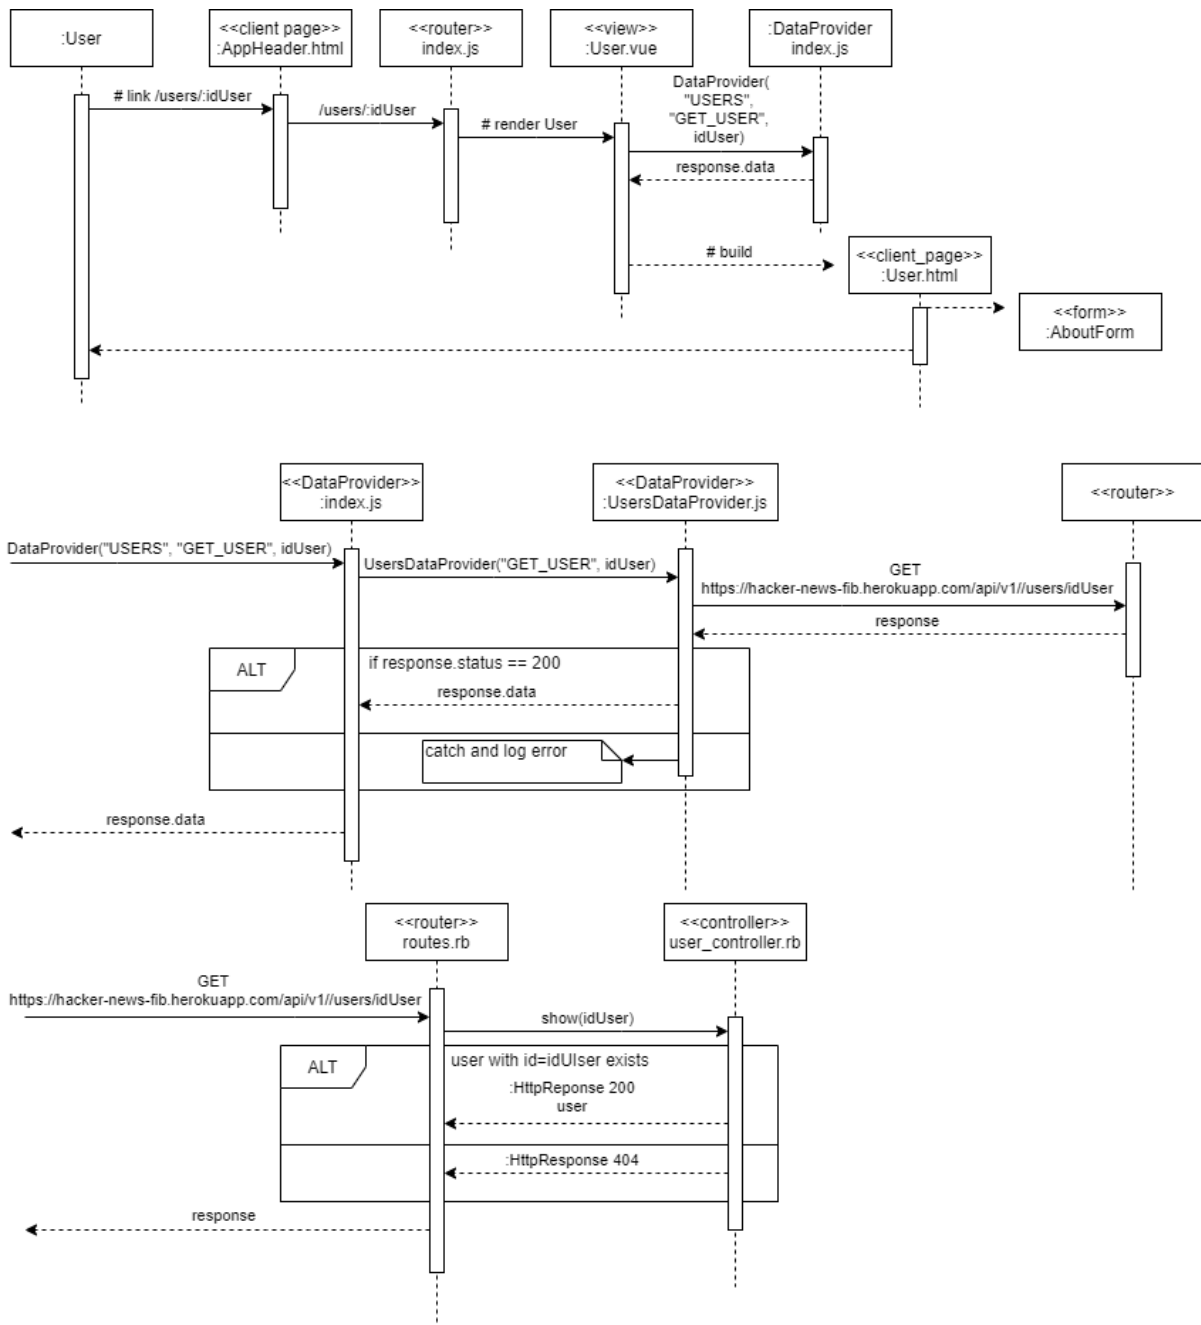 :User
<<client page>>
:AppHeader.html
<<router>>
index.js
<<view>>
:User.vue
:DataProvider
index.js
# link /users/:idUser
/users/:idUser
# render User
DataProvider(
"USERS",
"GET_USER",
idUser)
response.data
# build
<<client_page>>
:User.html
<<form>>
:AboutForm
<<DataProvider>>
:index.js
<<DataProvider>>
:UsersDataProvider.js
<<router>>
DataProvider("USERS", "GET_USER", idUser)
UsersDataProvider("GET_USER", idUser)
GET
https://hacker-news-fib.herokuapp.com/api/v1//users/idUser
response
ALT
if response.status == 200
response.data
catch and log error
response.data
<<router>>
routes.rb
<<controller>>
user_controller.rb
GET
https://hacker-news-fib.herokuapp.com/api/v1//users/idUser
show(idUser)
ALT
user with id=idUIser exists
:HttpReponse 200
user
:HttpResponse 404
response